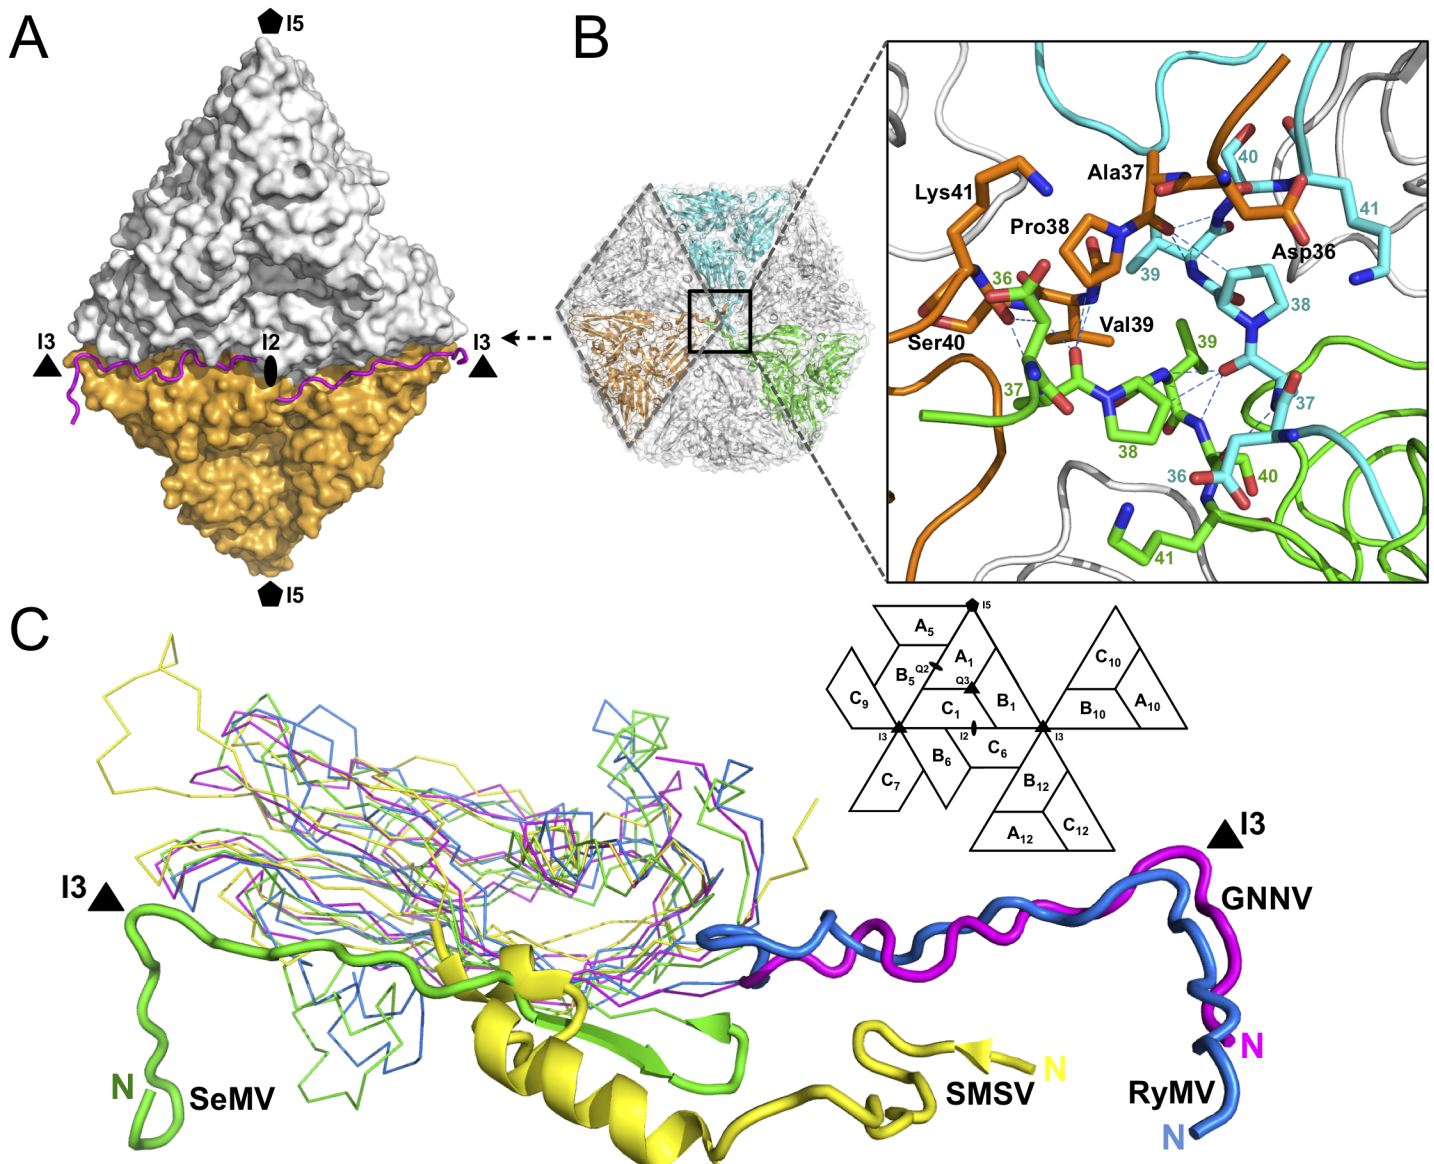 A
I5
I3
I2
I3
I5
B
Lys41
Ala37
40
41
Pro38
Asp36
36
39
38
Val39
Ser40
39
37
37
38
36
40
41
C
I5
A5
A1
Q2
B5
Q3
C9
C1
B1
I3
I2
I3
B6
C6
C7
C10
B10
A10
B12
A12
C12
I3
I3
GNNV
N
SeMV
SMSV
N
N
RyMV
N